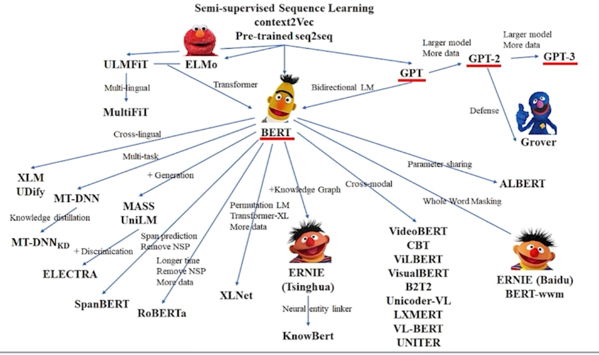 Semi-supervised Sequence Learning
context2Vec
Pre-trained seq2seq
ULMFiT
ELMo
GPT
Larger model
More data
GPT-2
Larger model
More data
GPT-3
Multi-lingual
MultiFiT
Transformer
Bidirectional LM
Defense
Grover
BERT
Cross-lingual
Multi-task
+ Generation
XLM
UDify
MT-DNN
Knowledge distillation
MT-DNNKD
MASS
UniLM
+ Discrimication
ELECTRA
Span prediction
Remove NSP
SpanBERT
Longer time
Remove NSP
More data
RoBERTa
Permutation LM
Transformer-XL
More data
XLNet
+Knowledge Graph
ERNIE
(Tsinghua)
Neural entity linker
KnowBert
Cross-modal
VideoBERT
CBT
ViLBERT
VisualBERT
B2T2
Unicoder-VL
LXMERT
VL-BERT
UNITER
Parameter sharing
ALBERT
Whole Word Masking
ERNIE (Baidu)
BERT-wwm